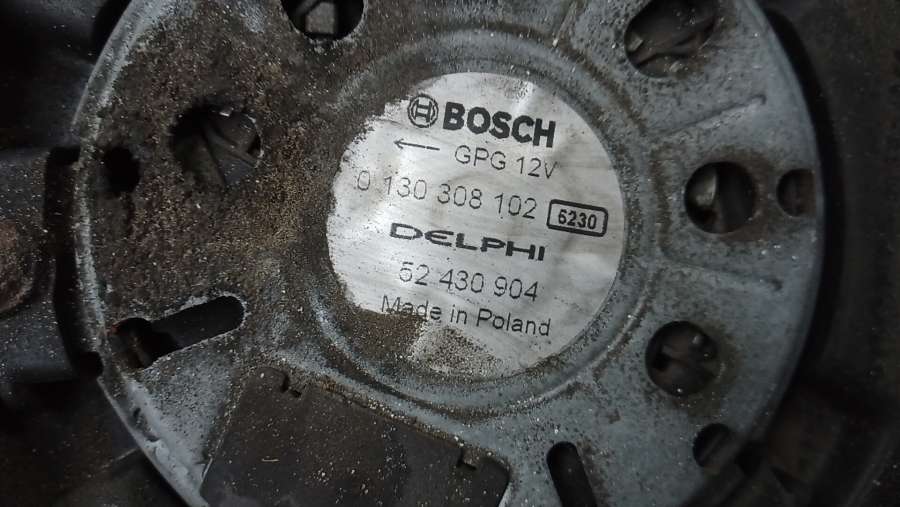 BOSCH
GPG 12V
0 130 308 102 6230
DELPHI
52 430 904
Made in Poland